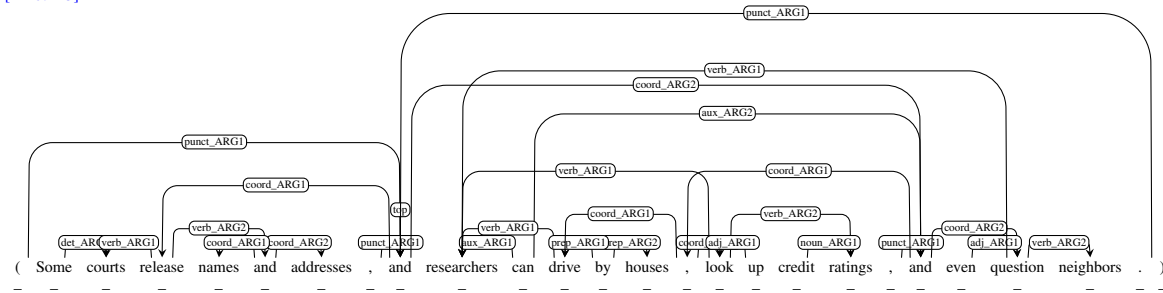 punct_ARG1
verb_ARG1
coord_ARG2
aux_ARG2
punct_ARG1
verb_ARG1 coord_ARG1
coord_ARG1
top
coord_ARG1 verb_ARG2
verb_ARG2 verb_ARG1 coord_ARG2
verb_ARG1 coord_ARG1 coord_ARG2 punct_ARG1 aux_ARG1 prep_ARG1 adj_ARG1 noun_ARG1 punct_ARG1 adj_ARG1 verb_ARG2
( Some courts release names and addresses , and researchers can drive by houses , look up credit ratings , and even question neighbors . )